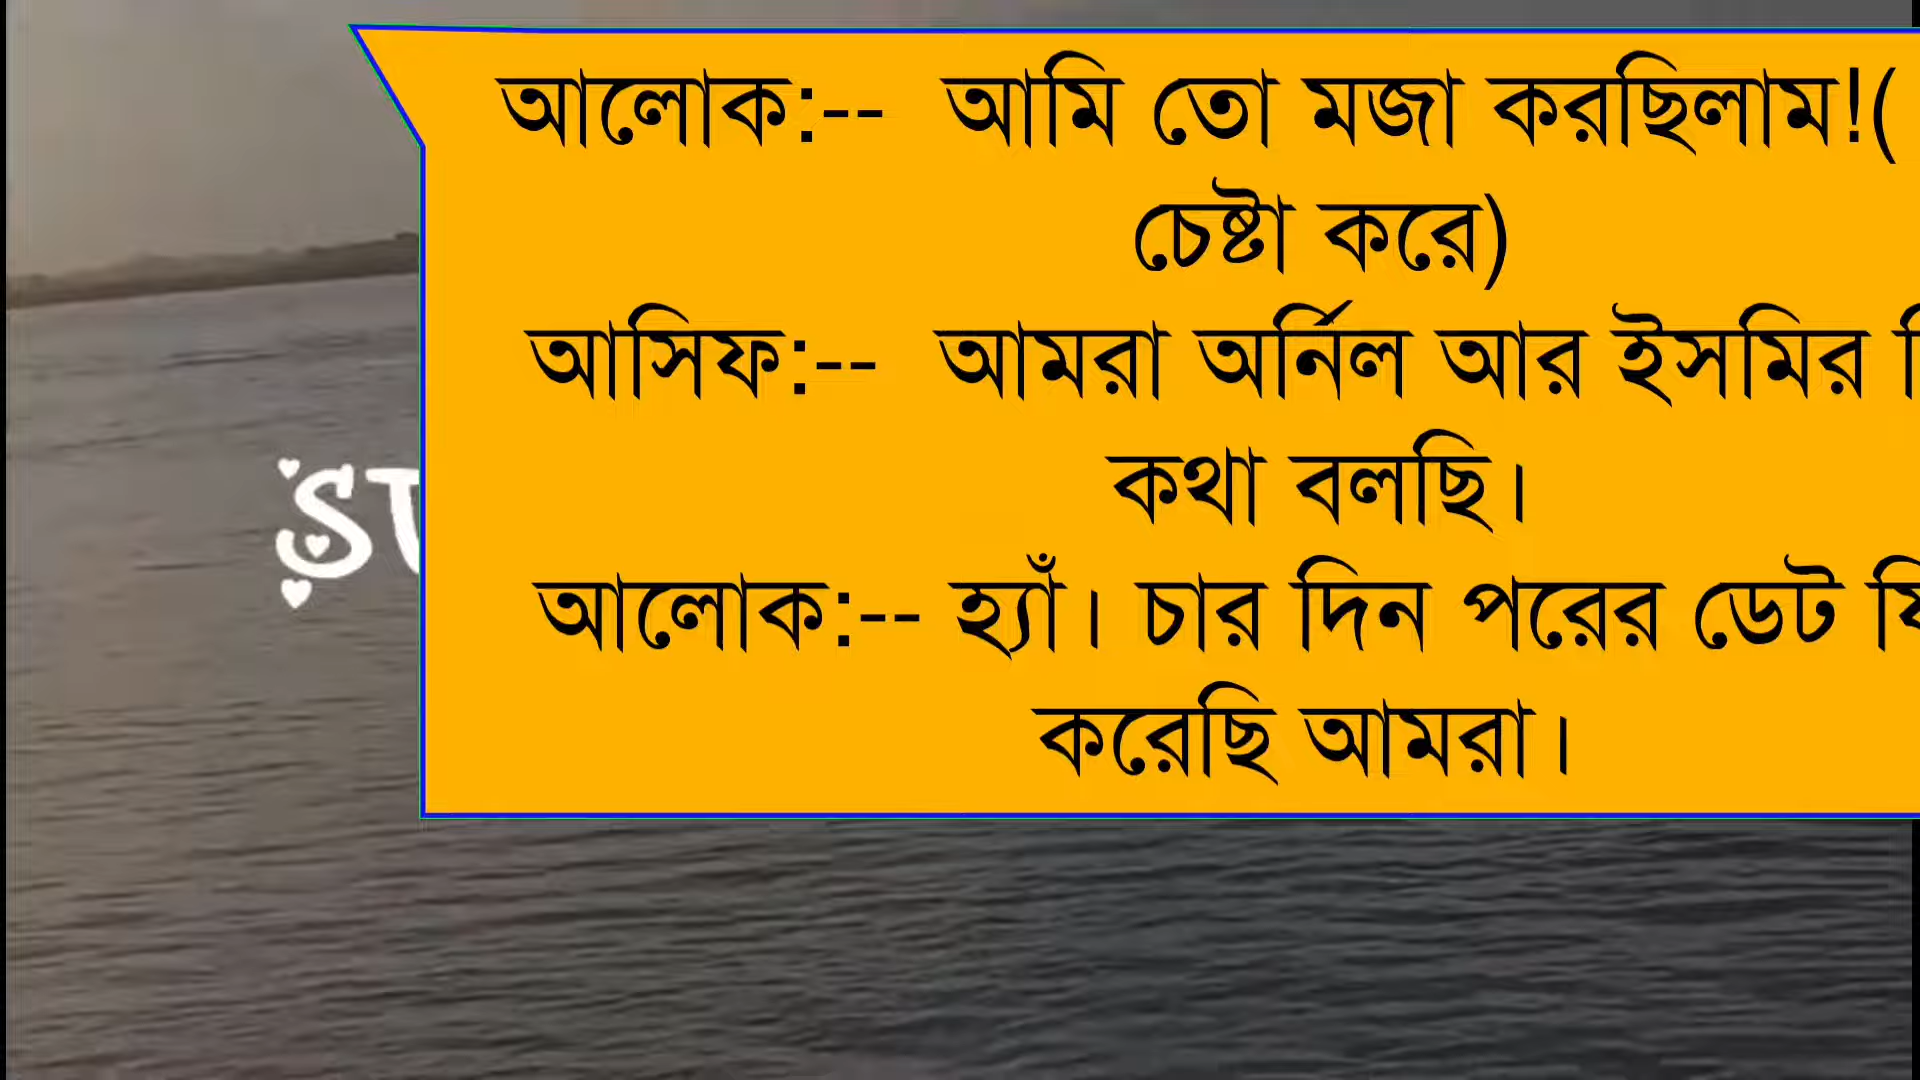 আলোক:-- আমি তো মজা করছিলাম!(
চেষ্টা করে)
আসিফ:-- আমরা অর্নিল আর ইসমির
কথা বলছি।
আলোক:-- হ্যাঁ। চার দিন পরের ডেট
করেছি আমরা।